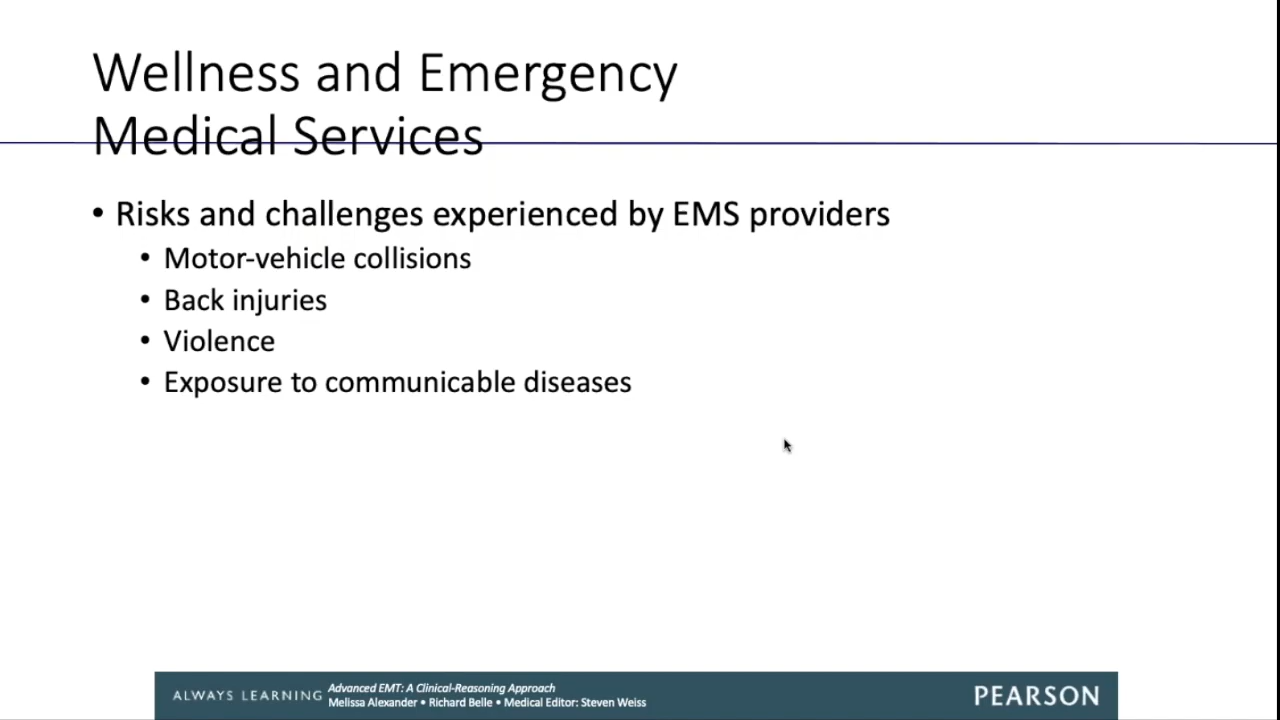 Wellness and Emergency
Medical Services
• Risks and challenges experienced by EMS providers
• Motor-vehicle collisions
• Back injuries
• Violence
• Exposure to communicable diseases
ALWAYS LEARNING
Advanced EMT: A Clinical-Reasoning Approach
Melissa Alexander • Richard Belle • Medical Editor: Steven Weiss
PEARSON